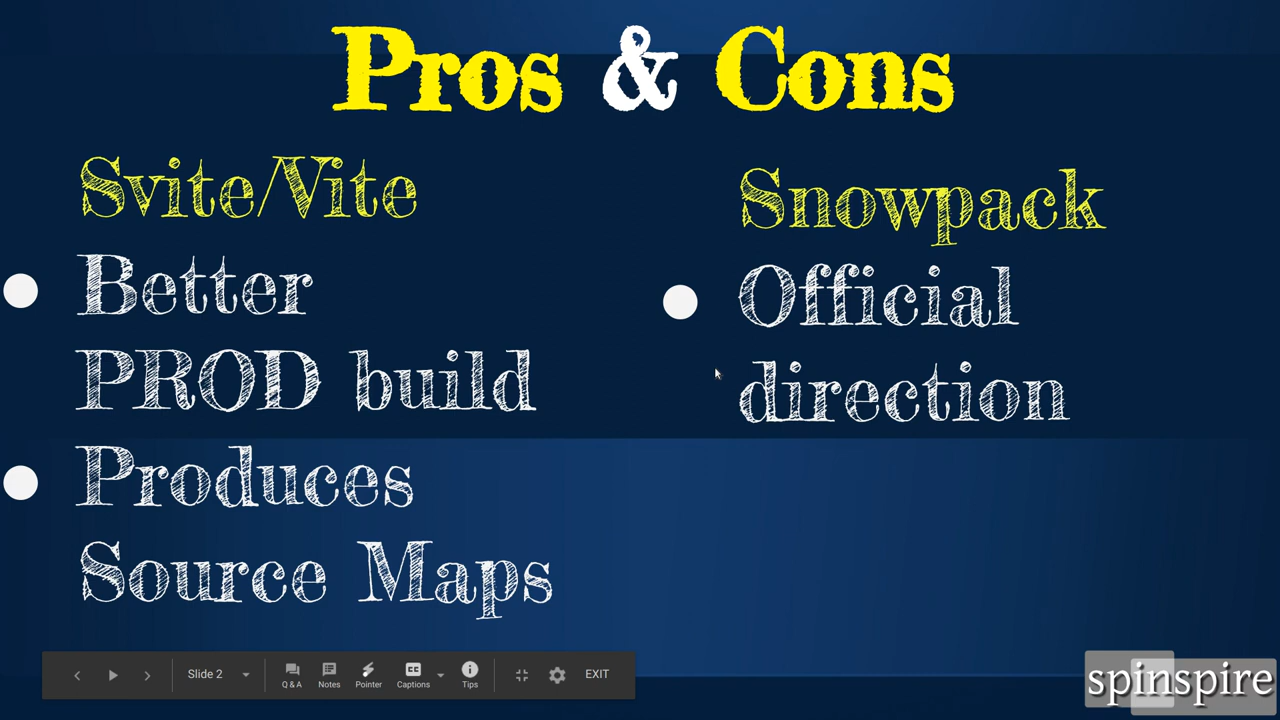 Pros & Cons
Svite/Vite
Better
PROD build
Produces
Source Maps
Snowpack
Official
direction
Slide 2
Q & A
Notes
Pointer
CC
Captions
Tips
EXIT
spinspire